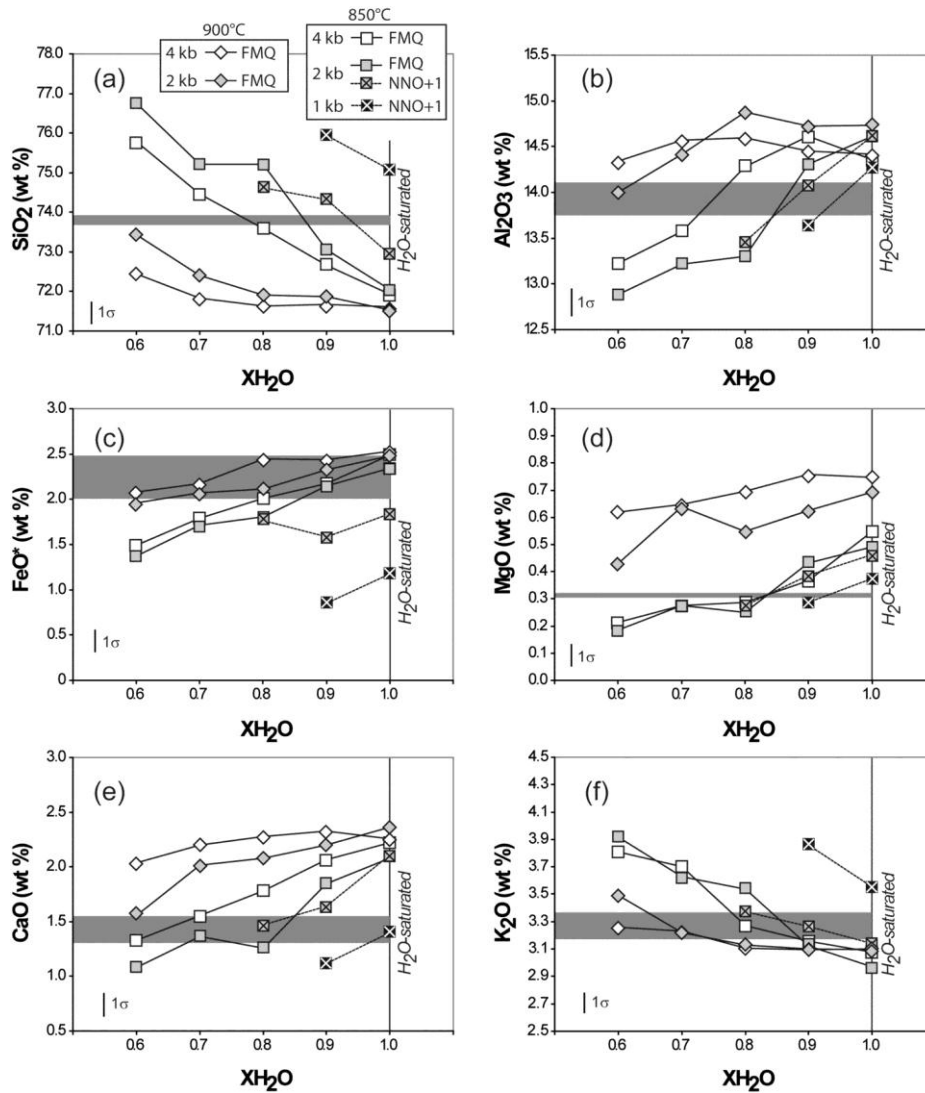 900°C
4 kb FMQ
2 kb FMQ
850°C
4 kb FMQ
2 kb FMQ
NNO+1
1 kb NNO+1
(a)
SiO2 (wt %)
78.0
77.0
76.0
75.0
74.0
73.0
72.0
71.0
1σ
H2O-saturated
0.6 0.7 0.8 0.9 1.0
XH2O
(b)
Al2O3 (wt %)
15.5
15.0
14.5
14.0
13.5
13.0
12.5
1σ
H2O-saturated
0.6 0.7 0.8 0.9 1.0
XH2O
(c)
FeO* (wt %)
3.0
2.5
2.0
1.5
1.0
0.5
0
1σ
H2O-saturated
0.6 0.7 0.8 0.9 1.0
XH2O
(d)
MgO (wt %)
1.0
0.9
0.8
0.7
0.6
0.5
0.4
0.3
0.2
0.1
0.0
1σ
H2O-saturated
0.6 0.7 0.8 0.9 1.0
XH2O
(e)
CaO (wt %)
3.0
2.5
2.0
1.5
1.0
0.5
1σ
H2O-saturated
0.6 0.7 0.8 0.9 1.0
XH2O
(f)
K2O (wt %)
4.5
4.3
4.1
3.9
3.7
3.5
3.3
3.1
2.9
2.7
2.5
1σ
H2O-saturated
0.6 0.7 0.8 0.9 1.0
XH2O